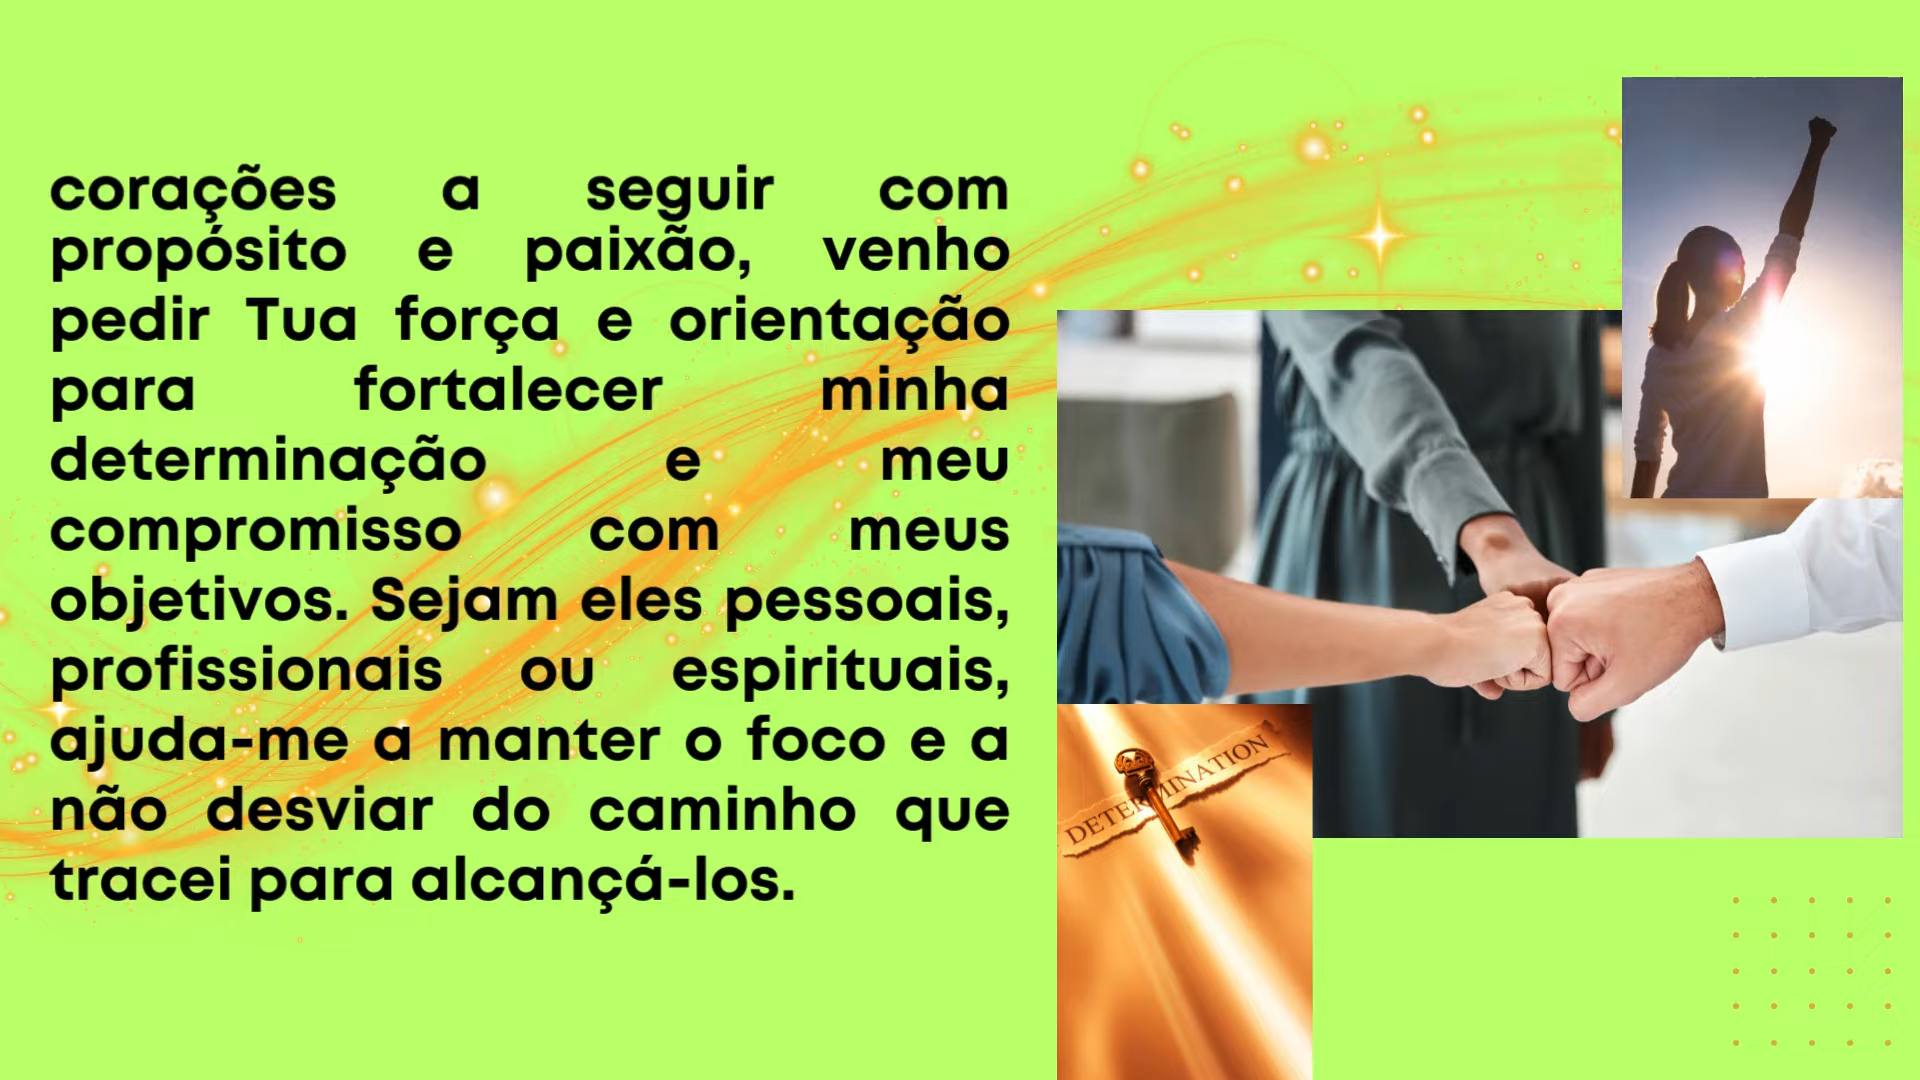 corações a seguir com
propósito e paixão, venho
pedir Tua força e orientação
para fortalecer minha
determinação e meu
compromisso com meus
objetivos. Sejam eles pessoais,
profissionais ou espirituais,
ajuda-me a manter o foco e a
não desviar do caminho que
tracei para alcançá-los.
DETERMINATION